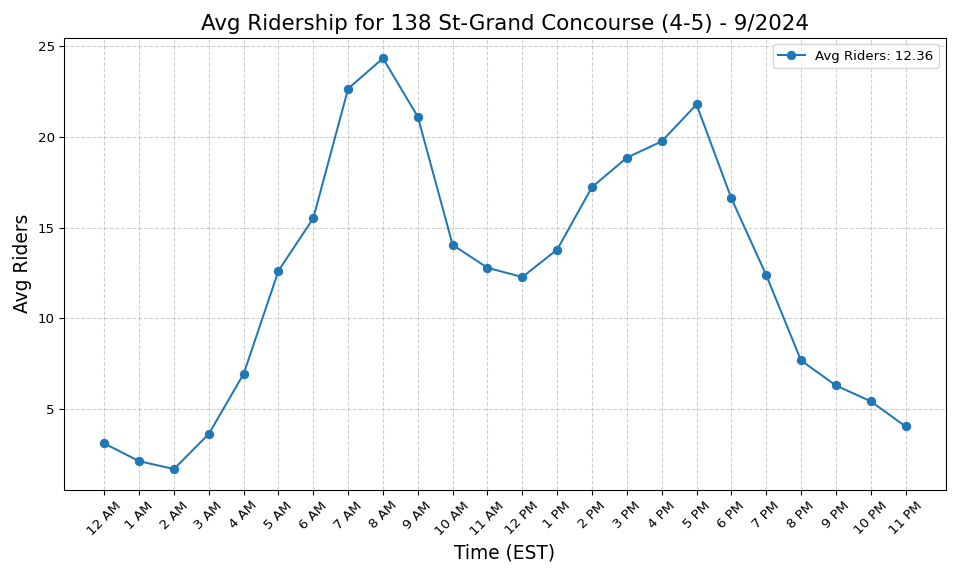 Avg Ridership for 138 St-Grand Concourse (4-5) - 9/2024
Avg Riders: 12.36
Avg Riders
25
20
15
10
5
12 AM
1 AM
2 AM
3 AM
4 AM
5 AM
6 AM
7 AM
8 AM
9 AM
10 AM
11 AM
12 PM
1 PM
2 PM
3 PM
4 PM
5 PM
6 PM
7 PM
8 PM
9 PM
10 PM
11 PM
Time (EST)